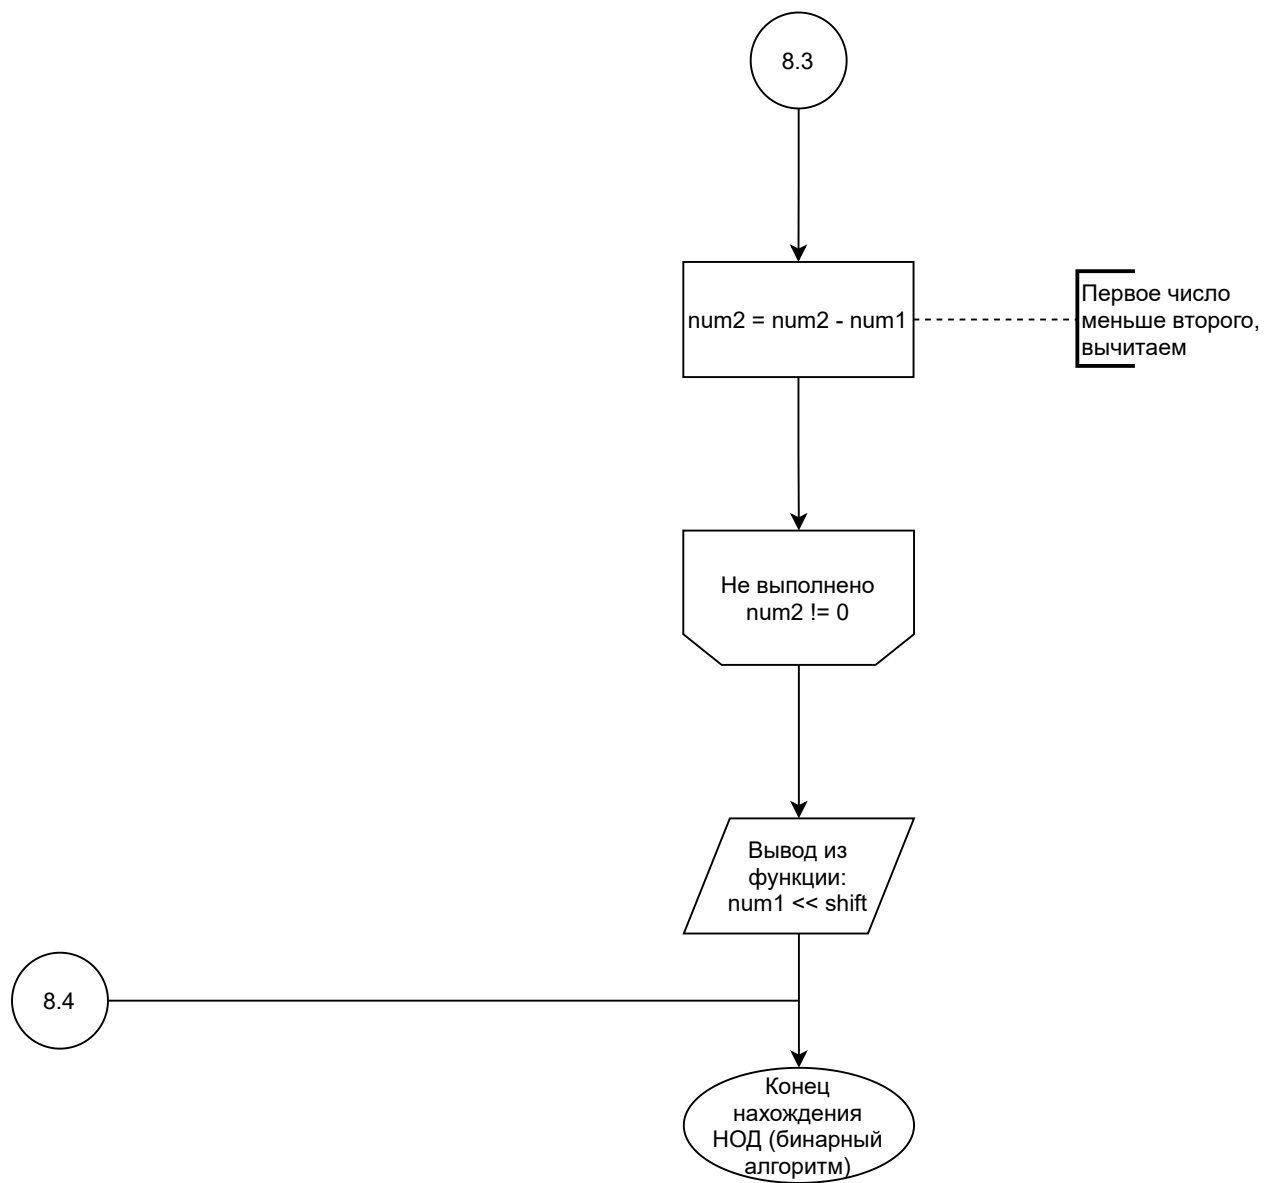 8.3
num2 = num2 - num1
Первое число
меньше второго,
вычитаем
Не выполнено
num2 != 0
Вывод из
функции:
num1 << shift
8.4
Конец
нахождения
НОД (бинарный
алгоритм)